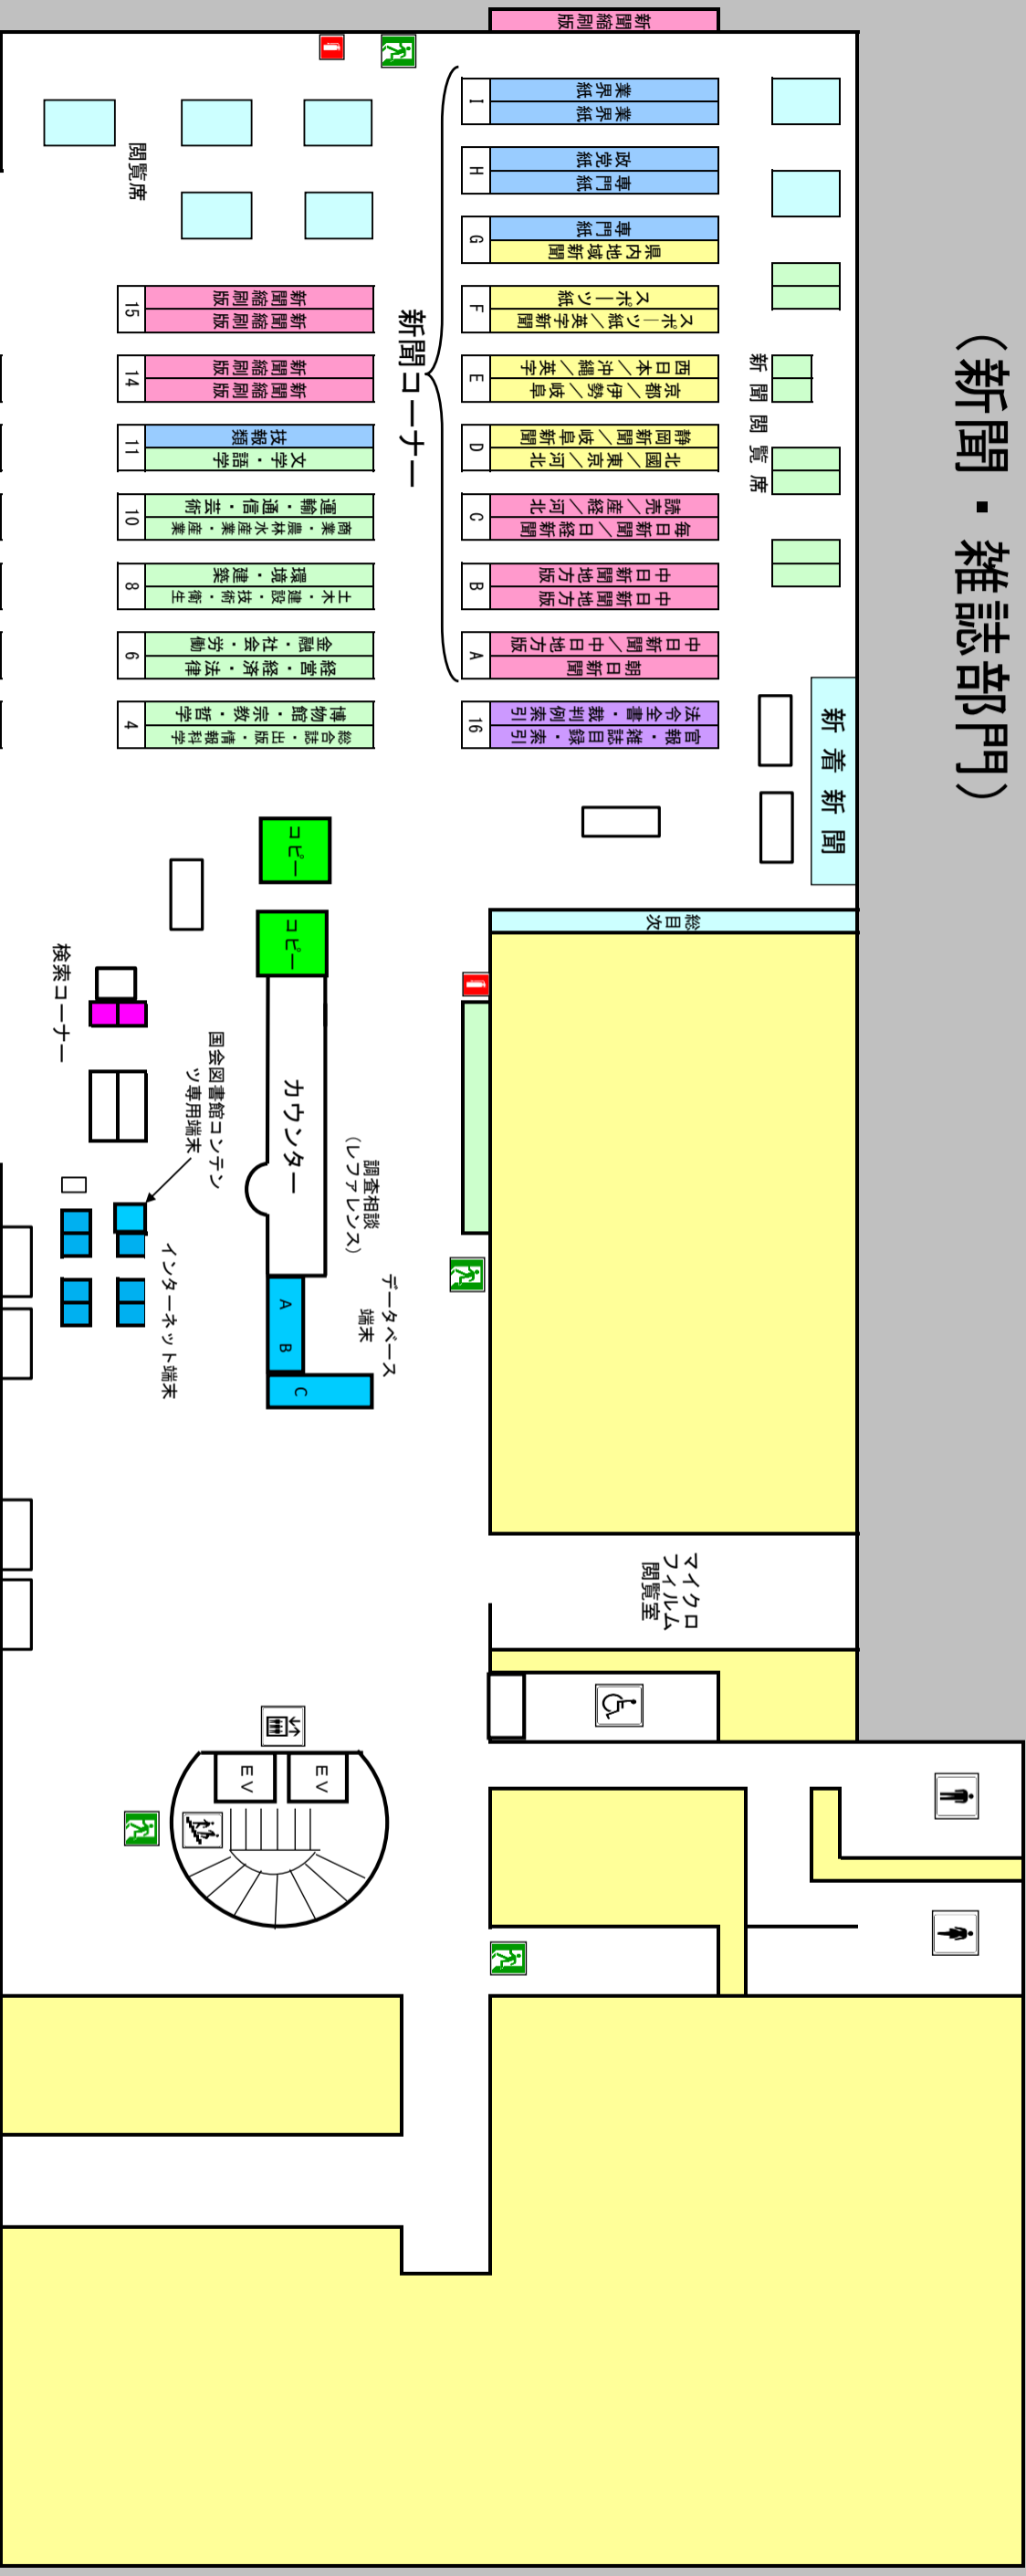 (新聞・雑誌部門)
新聞縮刷版
I
業界紙
業界紙
H
政党紙
専門紙
G
専門紙
県内地域新聞
F
スポーツ紙
スポーツ紙／英字新聞
E
西日本／沖縄／英字
京都／伊勢／岐阜
D
静岡新聞／岐阜新聞
北國／東京／河北
C
読売／産経／河北
毎日新聞／日経新聞
B
中日新聞地方版
中日新聞地方版
A
中日新聞／中日地方版
朝日新聞
16
法令全書・裁判例索引
官報・雑誌目録・索引
新聞閲覧席
新着新聞
総目次
新聞コーナー
閲覧席
15
新聞縮刷版
新聞縮刷版
14
新聞縮刷版
新聞縮刷版
11
技報類
文学・語学
10
運輸・通信・芸術
商業・農林水産業・産業
8
環境・建築
土木・建設・技術・衛生
6
金融・社会・労働
経営・経済・法律
4
博物館・宗教・哲学
総合誌・出版・情報科学
コピー
コピー
カウンター
調査相談
(レファレンス)
データベース
端末
A
B
C
検索コーナー
国会図書館コンテン
ツ専用端末
インターネット端末
マイクロ
フィルム
閲覧室
EV
EV